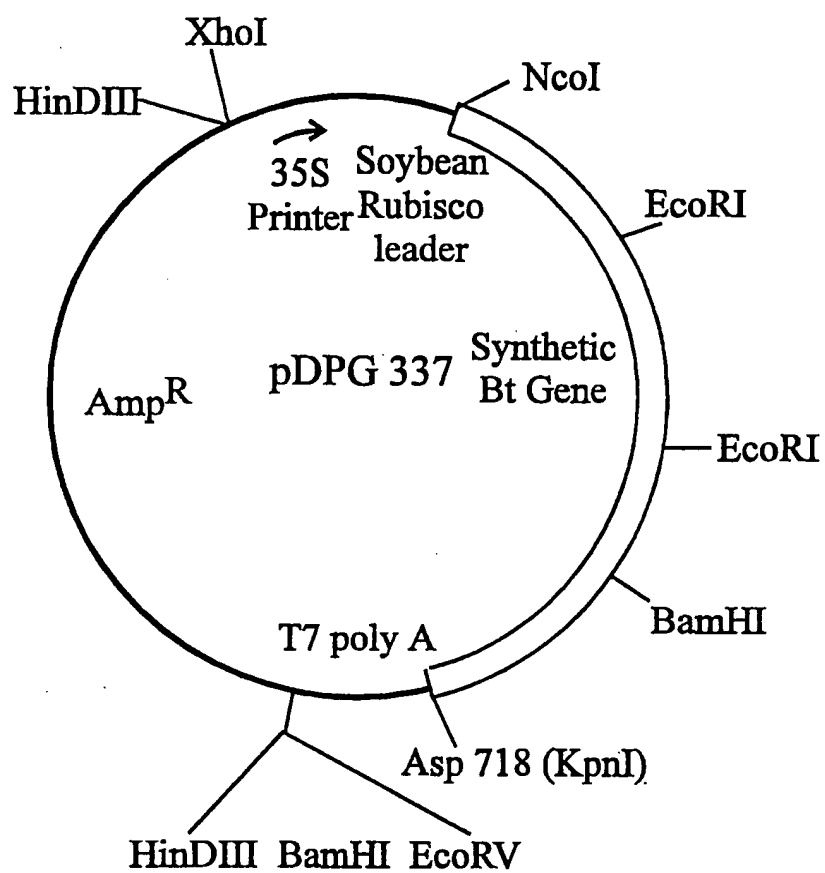 XhoI
HinDIII
NcoI
35S
Printer
Soybean
Rubisco
leader
EcoRI
pDPG 337
Synthetic
Bt Gene
AmpR
EcoRI
BamHI
T7 poly A
Asp 718 (KpnI)
HinDIII BamHI EcoRV